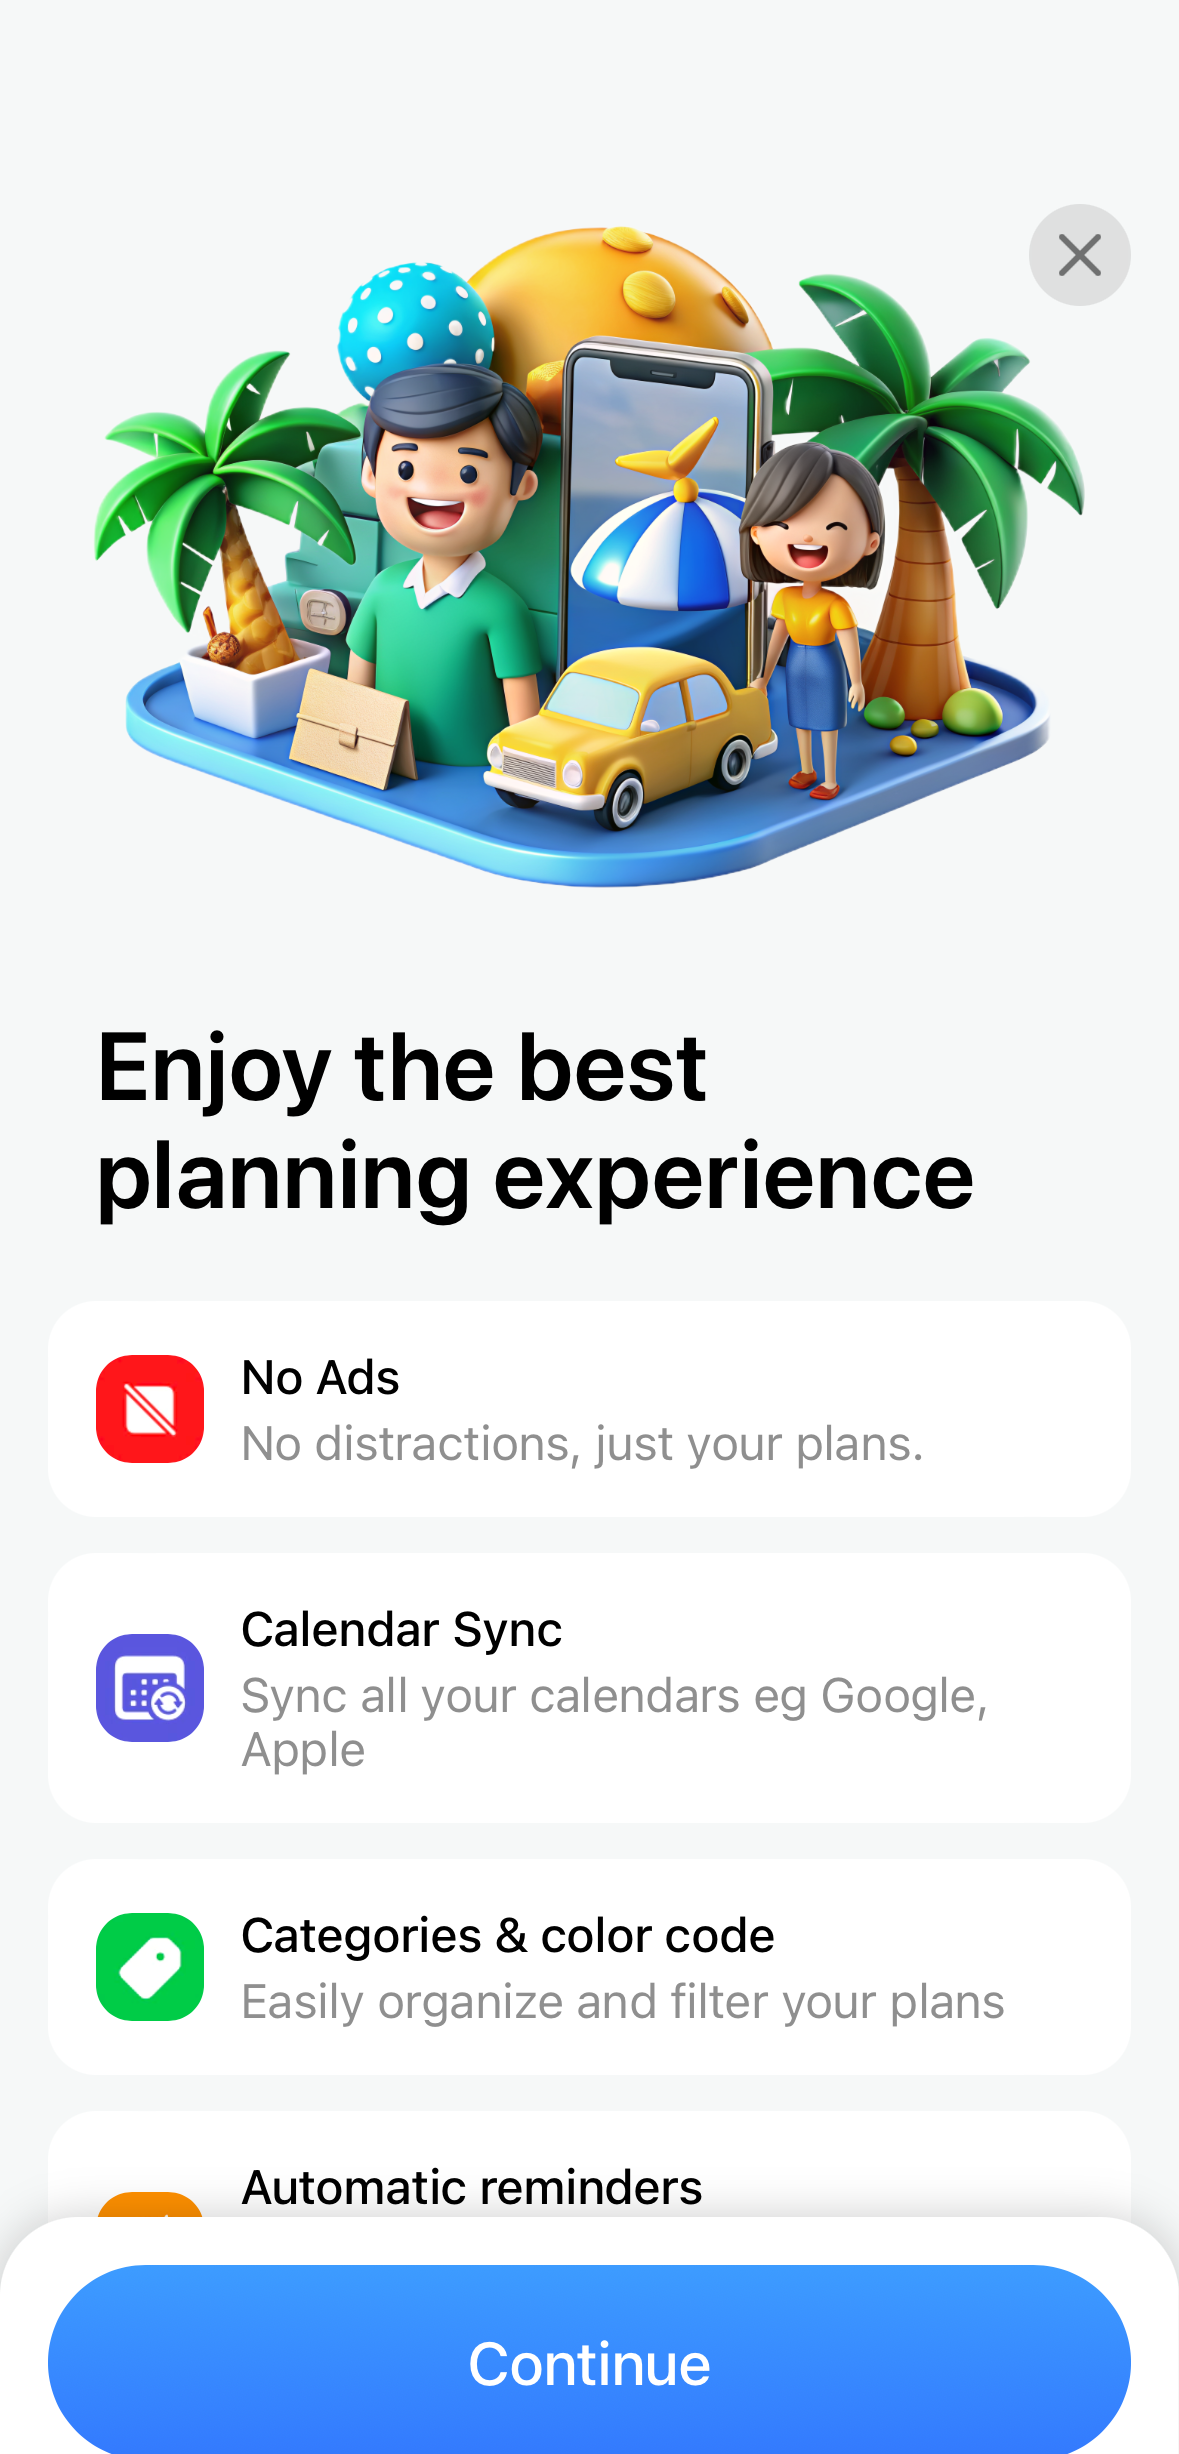 Enjoy the best
planning experience
No Ads
No distractions, just your plans.
Calendar Sync
Sync all your calendars eg Google,
Apple
Categories & color code
Easily organize and filter your plans
Automatic reminders
Continue